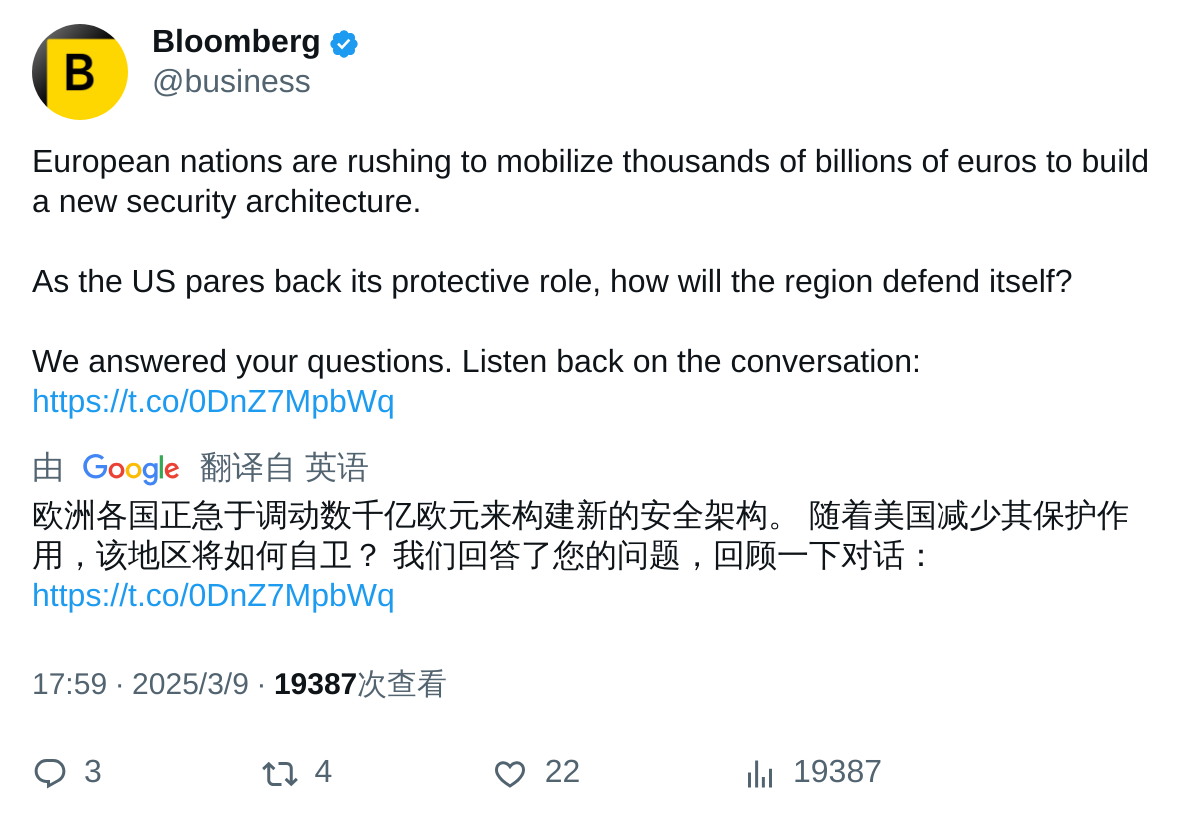 B
Bloomberg
@business
European nations are rushing to mobilize thousands of billions of euros to build
a new security architecture.
As the US pares back its protective role, how will the region defend itself?
We answered your questions. Listen back on the conversation:
https://t.co/0DnZ7MpbWq
由 Google 翻译自 英语
欧洲各国正急于调动数千亿欧元来构建新的安全架构。 随着美国减少其保护作
用，该地区将如何自卫？ 我们回答了您的问题，回顾一下对话：
https://t.co/0DnZ7MpbWq
17:59 · 2025/3/9 · 19387次查看
3 4 22 19387